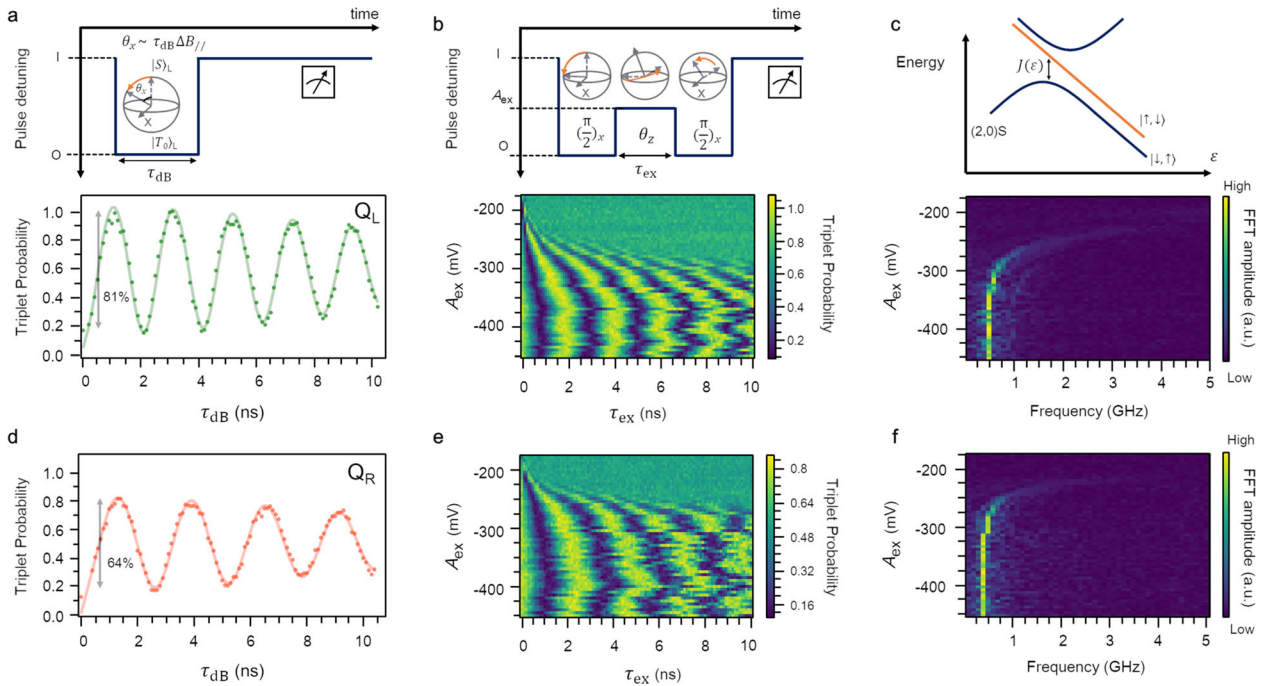 a
time
Pulse detuning
I
O
θx ~ τdB ΔB//
|S⟩L
θx
X
|T0⟩L
τdB
Triplet Probability
1.0
0.8
0.6
0.4
0.2
0.0
QL
81%
0
2
4
6
8
10
τdB (ns)
b
time
Pulse detuning
I
Aex
O
X
X
X
(π/2)x
θz
(π/2)x
τex
Aex (mV)
-200
-300
-400
0
2
4
6
8
10
τex (ns)
1.0
0.8
0.6
0.4
0.2
Triplet Probability
c
Energy
J(ε)
(2,0)S
|↑,↓⟩
|↓,↑⟩
ε
Aex (mV)
-200
-300
-400
1
2
3
4
5
Frequency (GHz)
High
FFT amplitude (a.u.)
Low
d
Triplet Probability
1.0
0.8
0.6
0.4
0.2
0.0
QR
64%
0
2
4
6
8
10
τdB (ns)
e
Aex (mV)
-200
-300
-400
0
2
4
6
8
10
τex (ns)
0.8
0.64
0.48
0.32
0.16
Triplet Probability
f
Aex (mV)
-200
-300
-400
1
2
3
4
5
Frequency (GHz)
High
FFT amplitude (a.u.)
Low